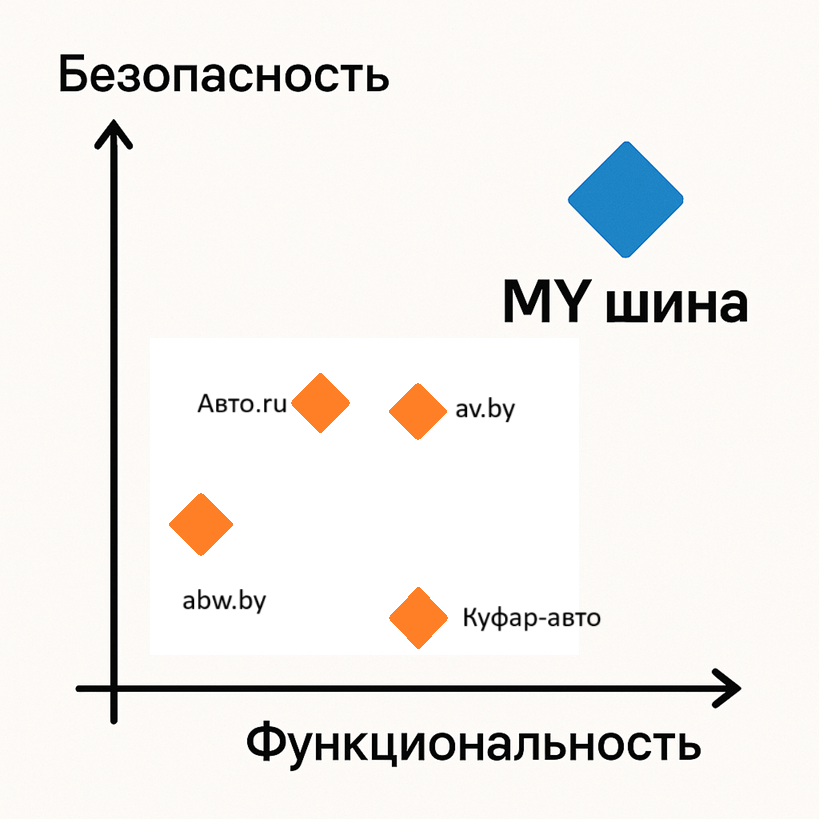 Безопасность
MY шина
Авто.ru
av.by
abw.by
Куфар-авто
Функциональность